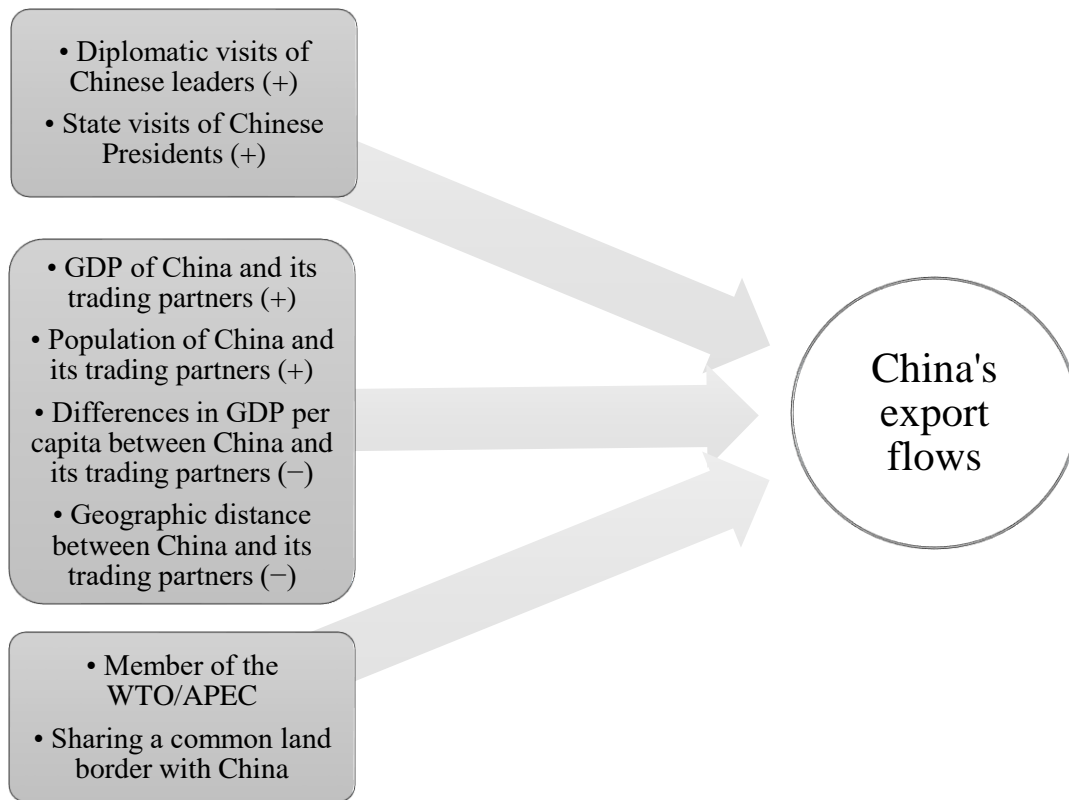 • Diplomatic visits of
Chinese leaders (+)
• State visits of Chinese
Presidents (+)
• GDP of China and its
trading partners (+)
• Population of China and
its trading partners (+)
• Differences in GDP per
capita between China and
its trading partners (−)
• Geographic distance
between China and its
trading partners (−)
• Member of the
WTO/APEC
• Sharing a common land
border with China
China's
export
flows